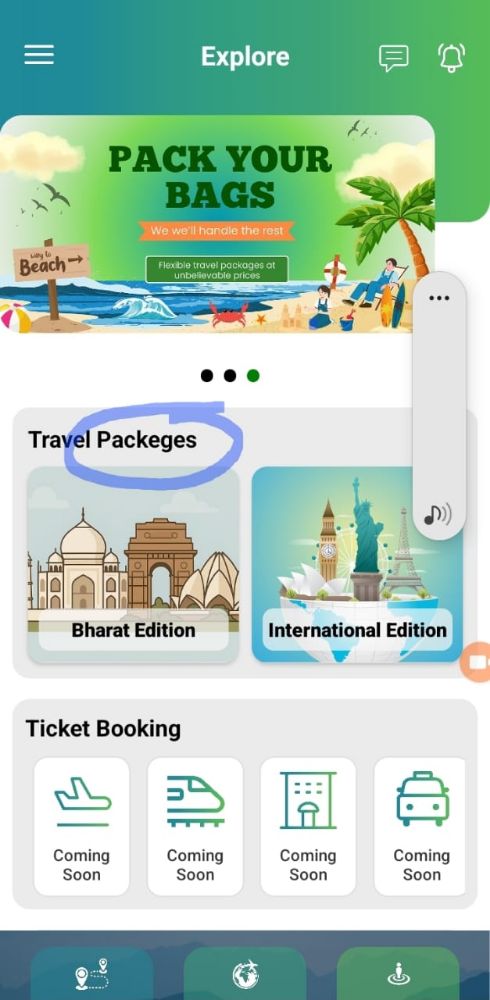 Explore
PACK YOUR
BAGS
We we'll handle the rest
Way to
Beach
Flexible travel packages at
unbelievable prices
Travel Packeges
Bharat Edition
International Edition
Ticket Booking
Coming
Soon
Coming
Soon
Coming
Soon
Coming
Soon